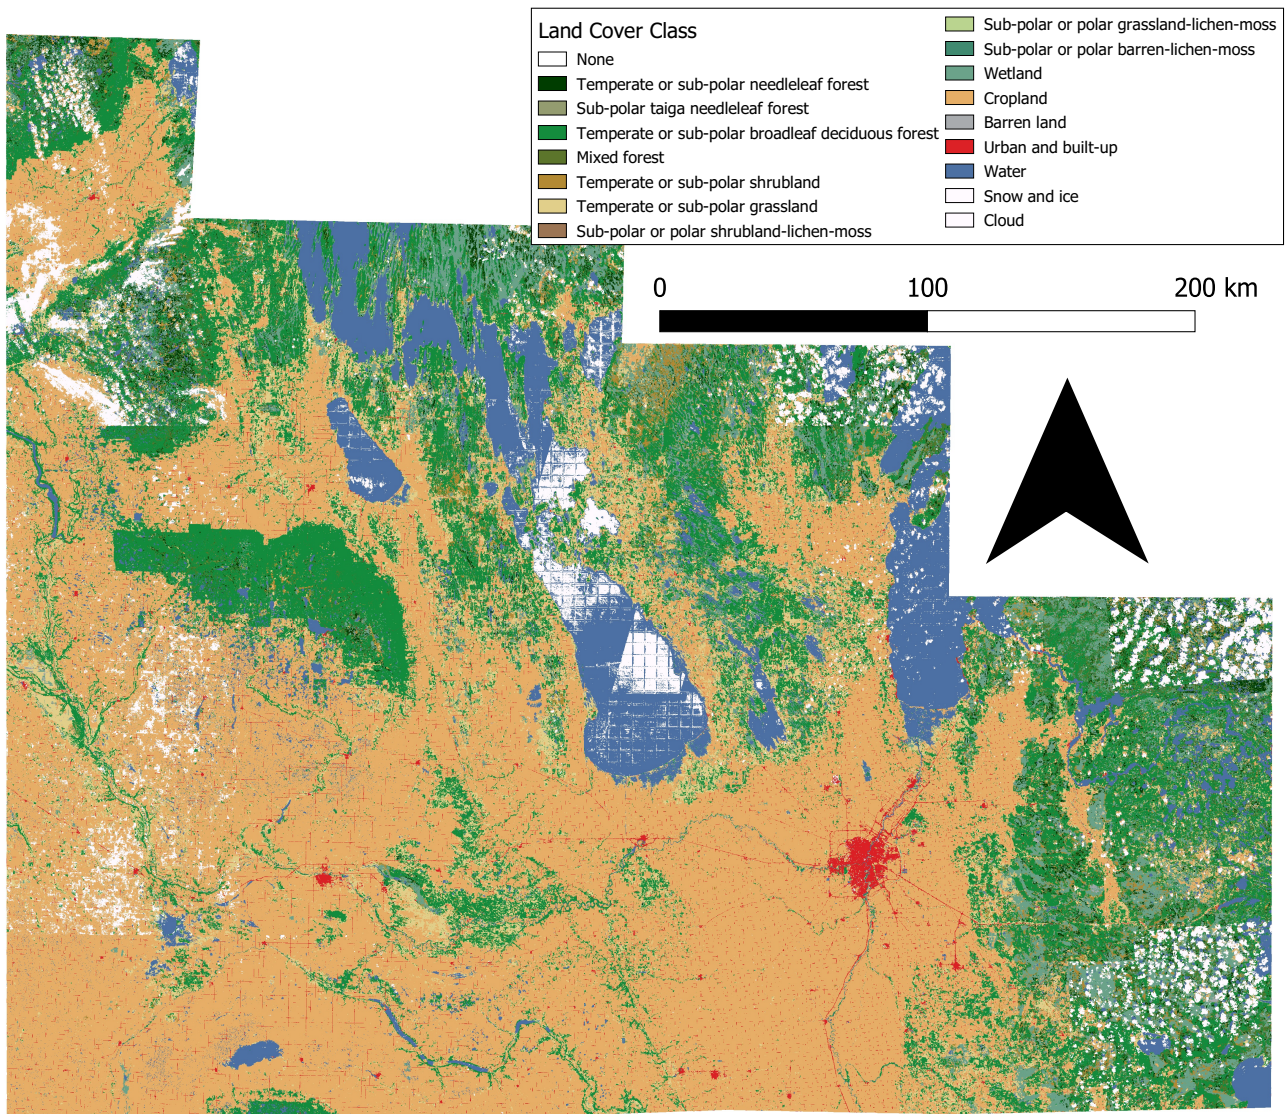 Land Cover Class
None
Temperate or sub-polar needleleaf forest
Sub-polar taiga needleleaf forest
Temperate or sub-polar broadleaf deciduous forest
Mixed forest
Temperate or sub-polar shrubland
Temperate or sub-polar grassland
Sub-polar or polar shrubland-lichen-moss
Sub-polar or polar grassland-lichen-moss
Sub-polar or polar barren-lichen-moss
Wetland
Cropland
Barren land
Urban and built-up
Water
Snow and ice
Cloud
0 100 200 km